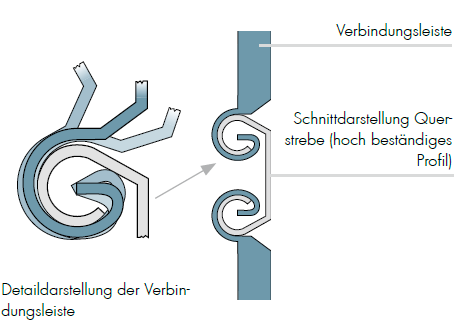 Verbindungsleiste
Schnittdarstellung Quer-
strebe (hoch beständiges
Profil)
Detaildarstellung der Verbin-
dungsleiste